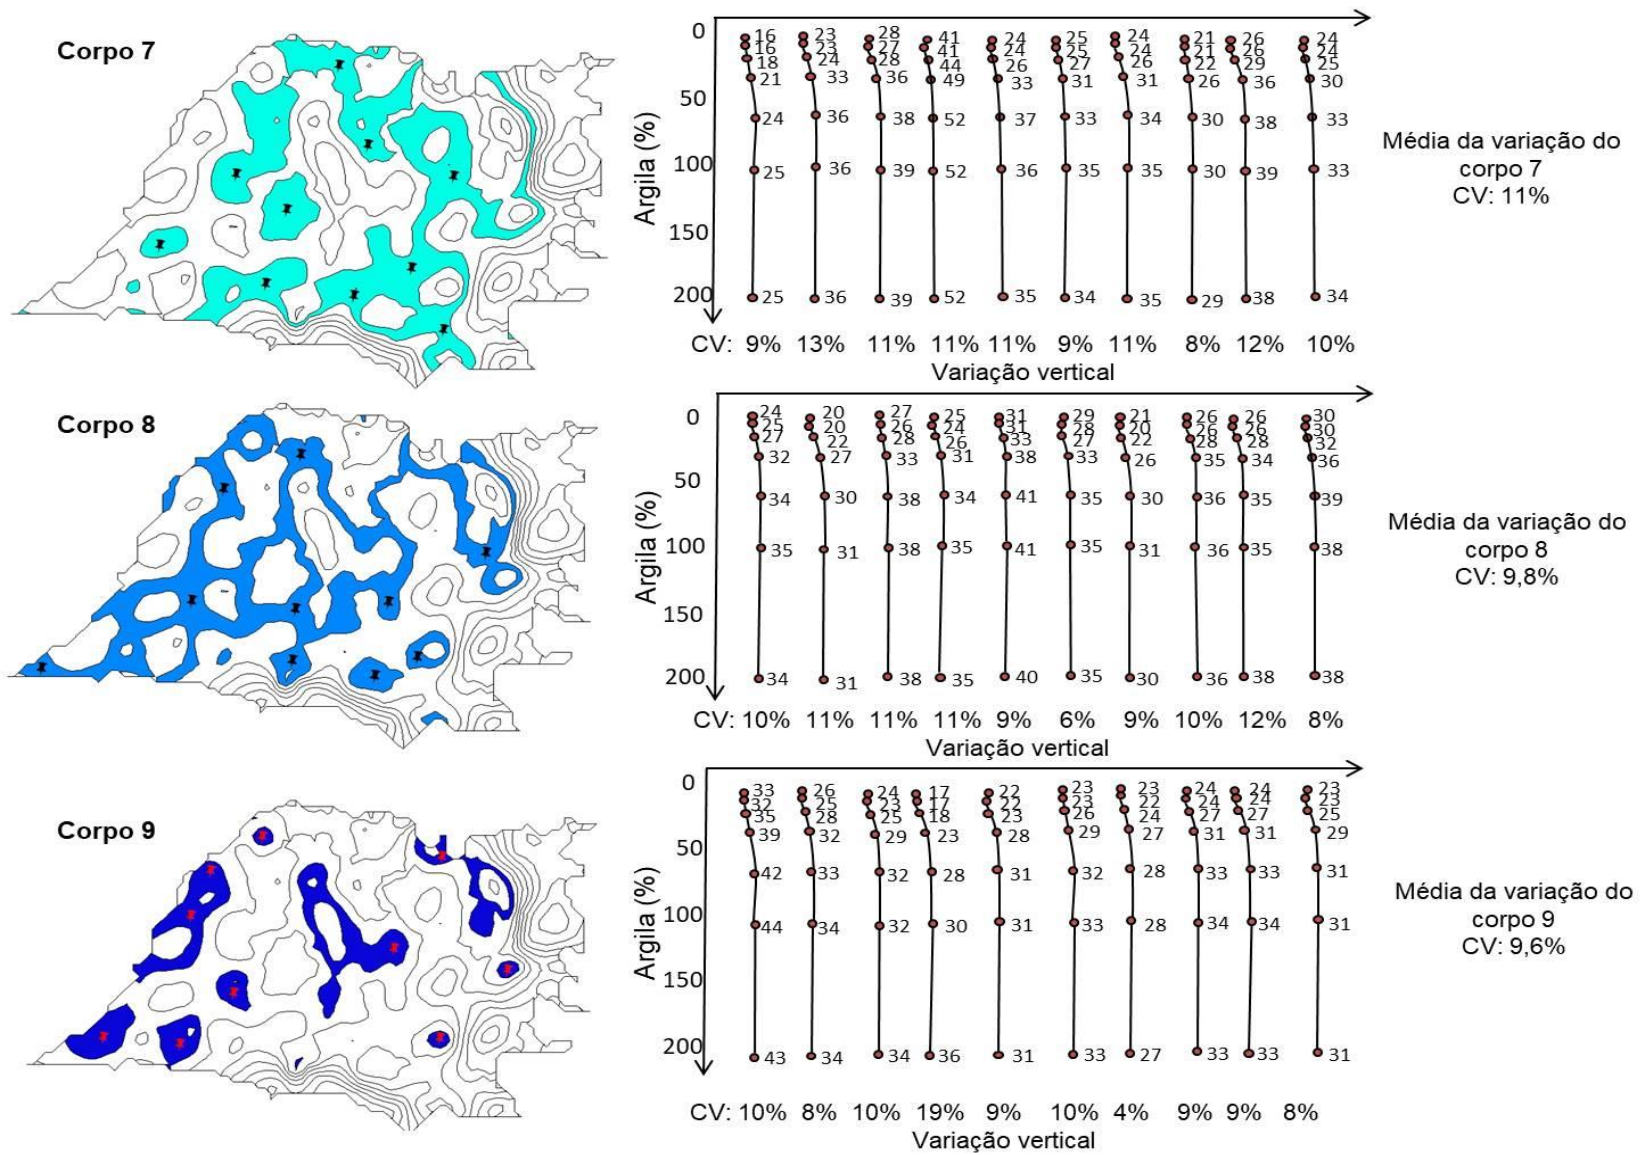 Corpo 7
0
50
100
150
200
Argila (%)
16 23 28 41 24 25 24 21 26 24
16 23 27 41 24 25 24 21 26 24
18 24 28 44 26 27 26 22 29 25
21 33 36 49 33 31 31 26 36 30
24 36 38 52 37 33 34 30 38 33
25 36 39 52 36 35 35 30 39 33
25 36 39 52 35 34 35 29 38 34
CV: 9% 13% 11% 11% 11% 9% 11% 8% 12% 10%
Variação vertical
Média da variação do
corpo 7
CV: 11%
Corpo 8
0
50
100
150
200
Argila (%)
24 20 27 25 31 29 21 26 26 30
25 20 26 24 31 28 20 26 26 30
27 22 28 26 33 27 22 28 28 32
32 27 33 31 38 33 26 35 34 36
34 30 38 34 41 35 30 36 35 39
35 31 38 35 41 35 31 36 35 38
34 31 38 35 40 35 30 36 38 38
CV: 10% 11% 11% 11% 9% 6% 9% 10% 12% 8%
Variação vertical
Média da variação do
corpo 8
CV: 9,8%
Corpo 9
0
50
100
150
200
Argila (%)
33 26 24 17 22 23 23 24 24 23
32 25 23 17 22 23 22 24 24 23
35 28 25 18 23 26 24 27 27 25
39 32 29 23 28 29 27 31 31 29
42 33 32 28 31 32 28 33 33 31
44 34 32 30 31 33 28 34 34 31
43 34 34 36 31 33 27 33 33 31
CV: 10% 8% 10% 19% 9% 10% 4% 9% 9% 8%
Variação vertical
Média da variação do
corpo 9
CV: 9,6%